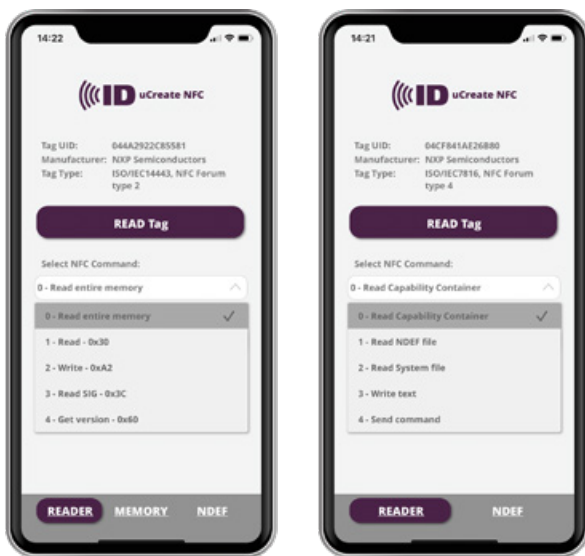 14:22
ID uCreate NFC
Tag UID: 044A2922C85581
Manufacturer: NXP Semiconductors
Tag Type: ISO/IEC14443, NFC Forum
type 2
READ Tag
Select NFC Command:
0 - Read entire memory
0 - Read entire memory
1 - Read - 0x30
2 - Write - 0xA2
3 - Read SIG - 0x3C
4 - Get version - 0x60
READER MEMORY NDEF
14:21
ID uCreate NFC
Tag UID: 04CF841AE26B80
Manufacturer: NXP Semiconductors
Tag Type: ISO/IEC7816, NFC Forum
type 4
READ Tag
Select NFC Command:
0 - Read Capability Container
0 - Read Capability Container
1 - Read NDEF file
2 - Read System file
3 - Write text
4 - Send command
READER NDEF